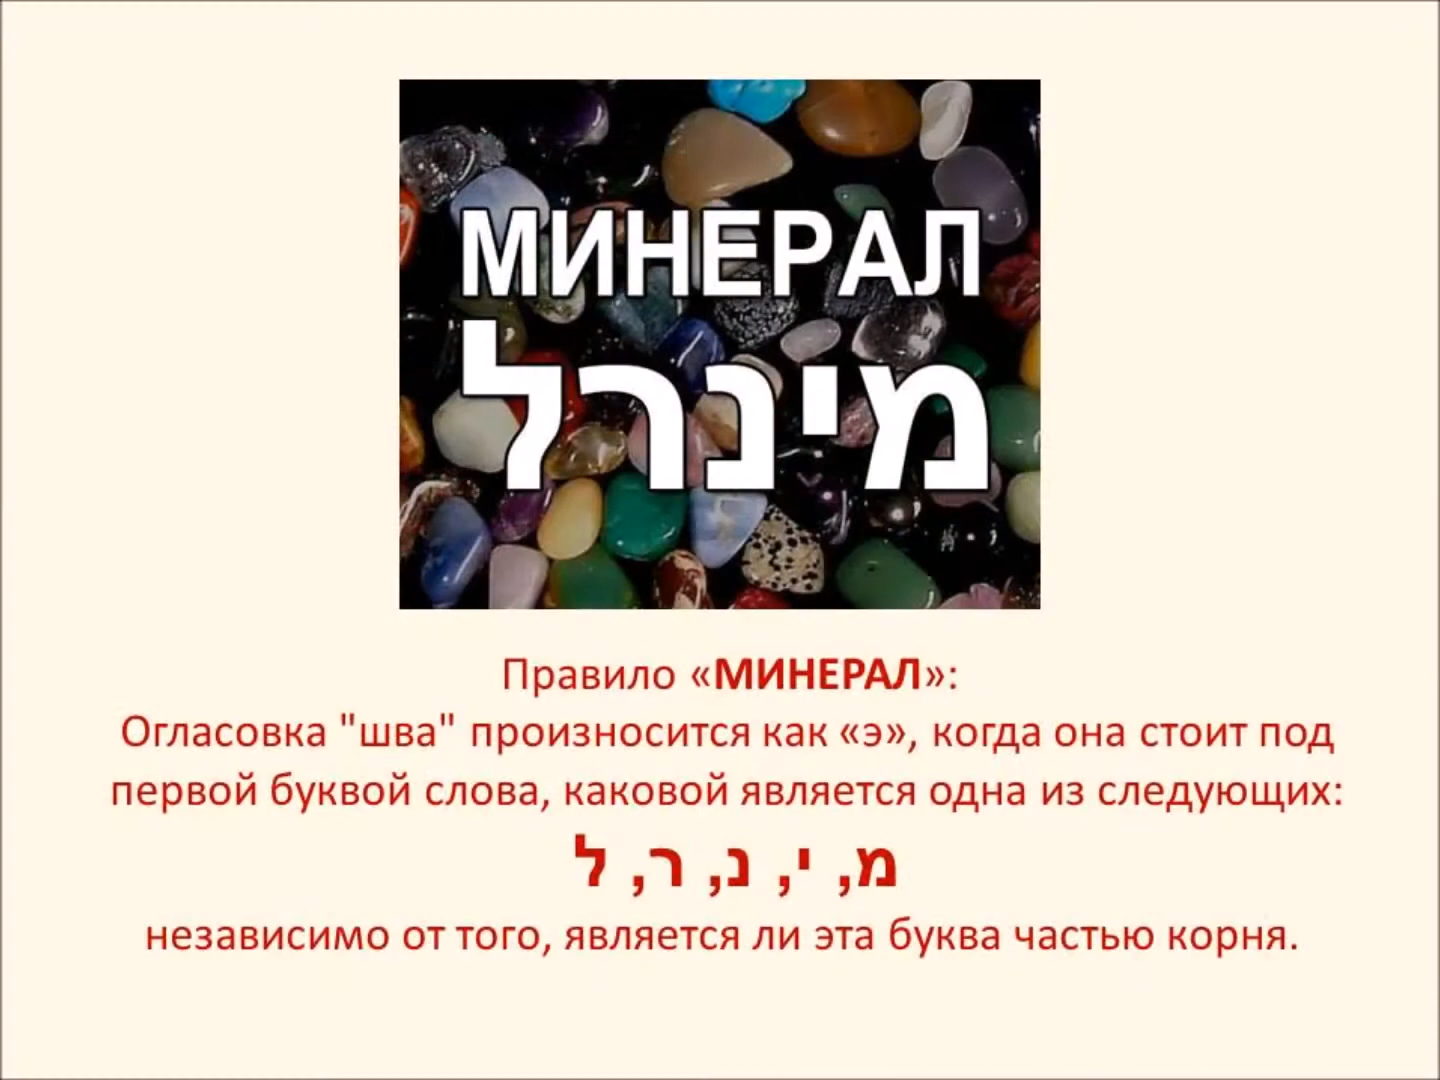 МИНЕРАЛ
מינרל
Правило «МИНЕРАЛ»:
Огласовка "шва" произносится как «э», когда она стоит под
первой буквой слова, каковой является одна из следующих:
מ, י, נ, ר, ל
независимо от того, является ли эта буква частью корня.